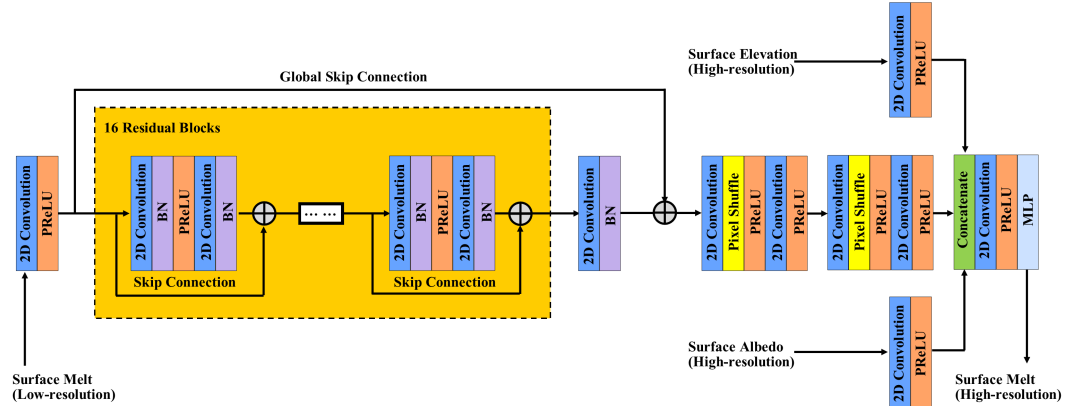 Surface Elevation
(High-resolution)
2D Convolution
PReLU
Global Skip Connection
16 Residual Blocks
2D Convolution
PReLU
2D Convolution
BN
PReLU
2D Convolution
BN
... ...
2D Convolution
BN
PReLU
2D Convolution
BN
2D Convolution
BN
2D Convolution
Pixel Shuffle
PReLU
2D Convolution
PReLU
2D Convolution
Pixel Shuffle
PReLU
2D Convolution
PReLU
Concatenate
2D Convolution
PReLU
MLP
Skip Connection
Skip Connection
Surface Albedo
(High-resolution)
2D Convolution
PReLU
Surface Melt
(Low-resolution)
Surface Melt
(High-resolution)